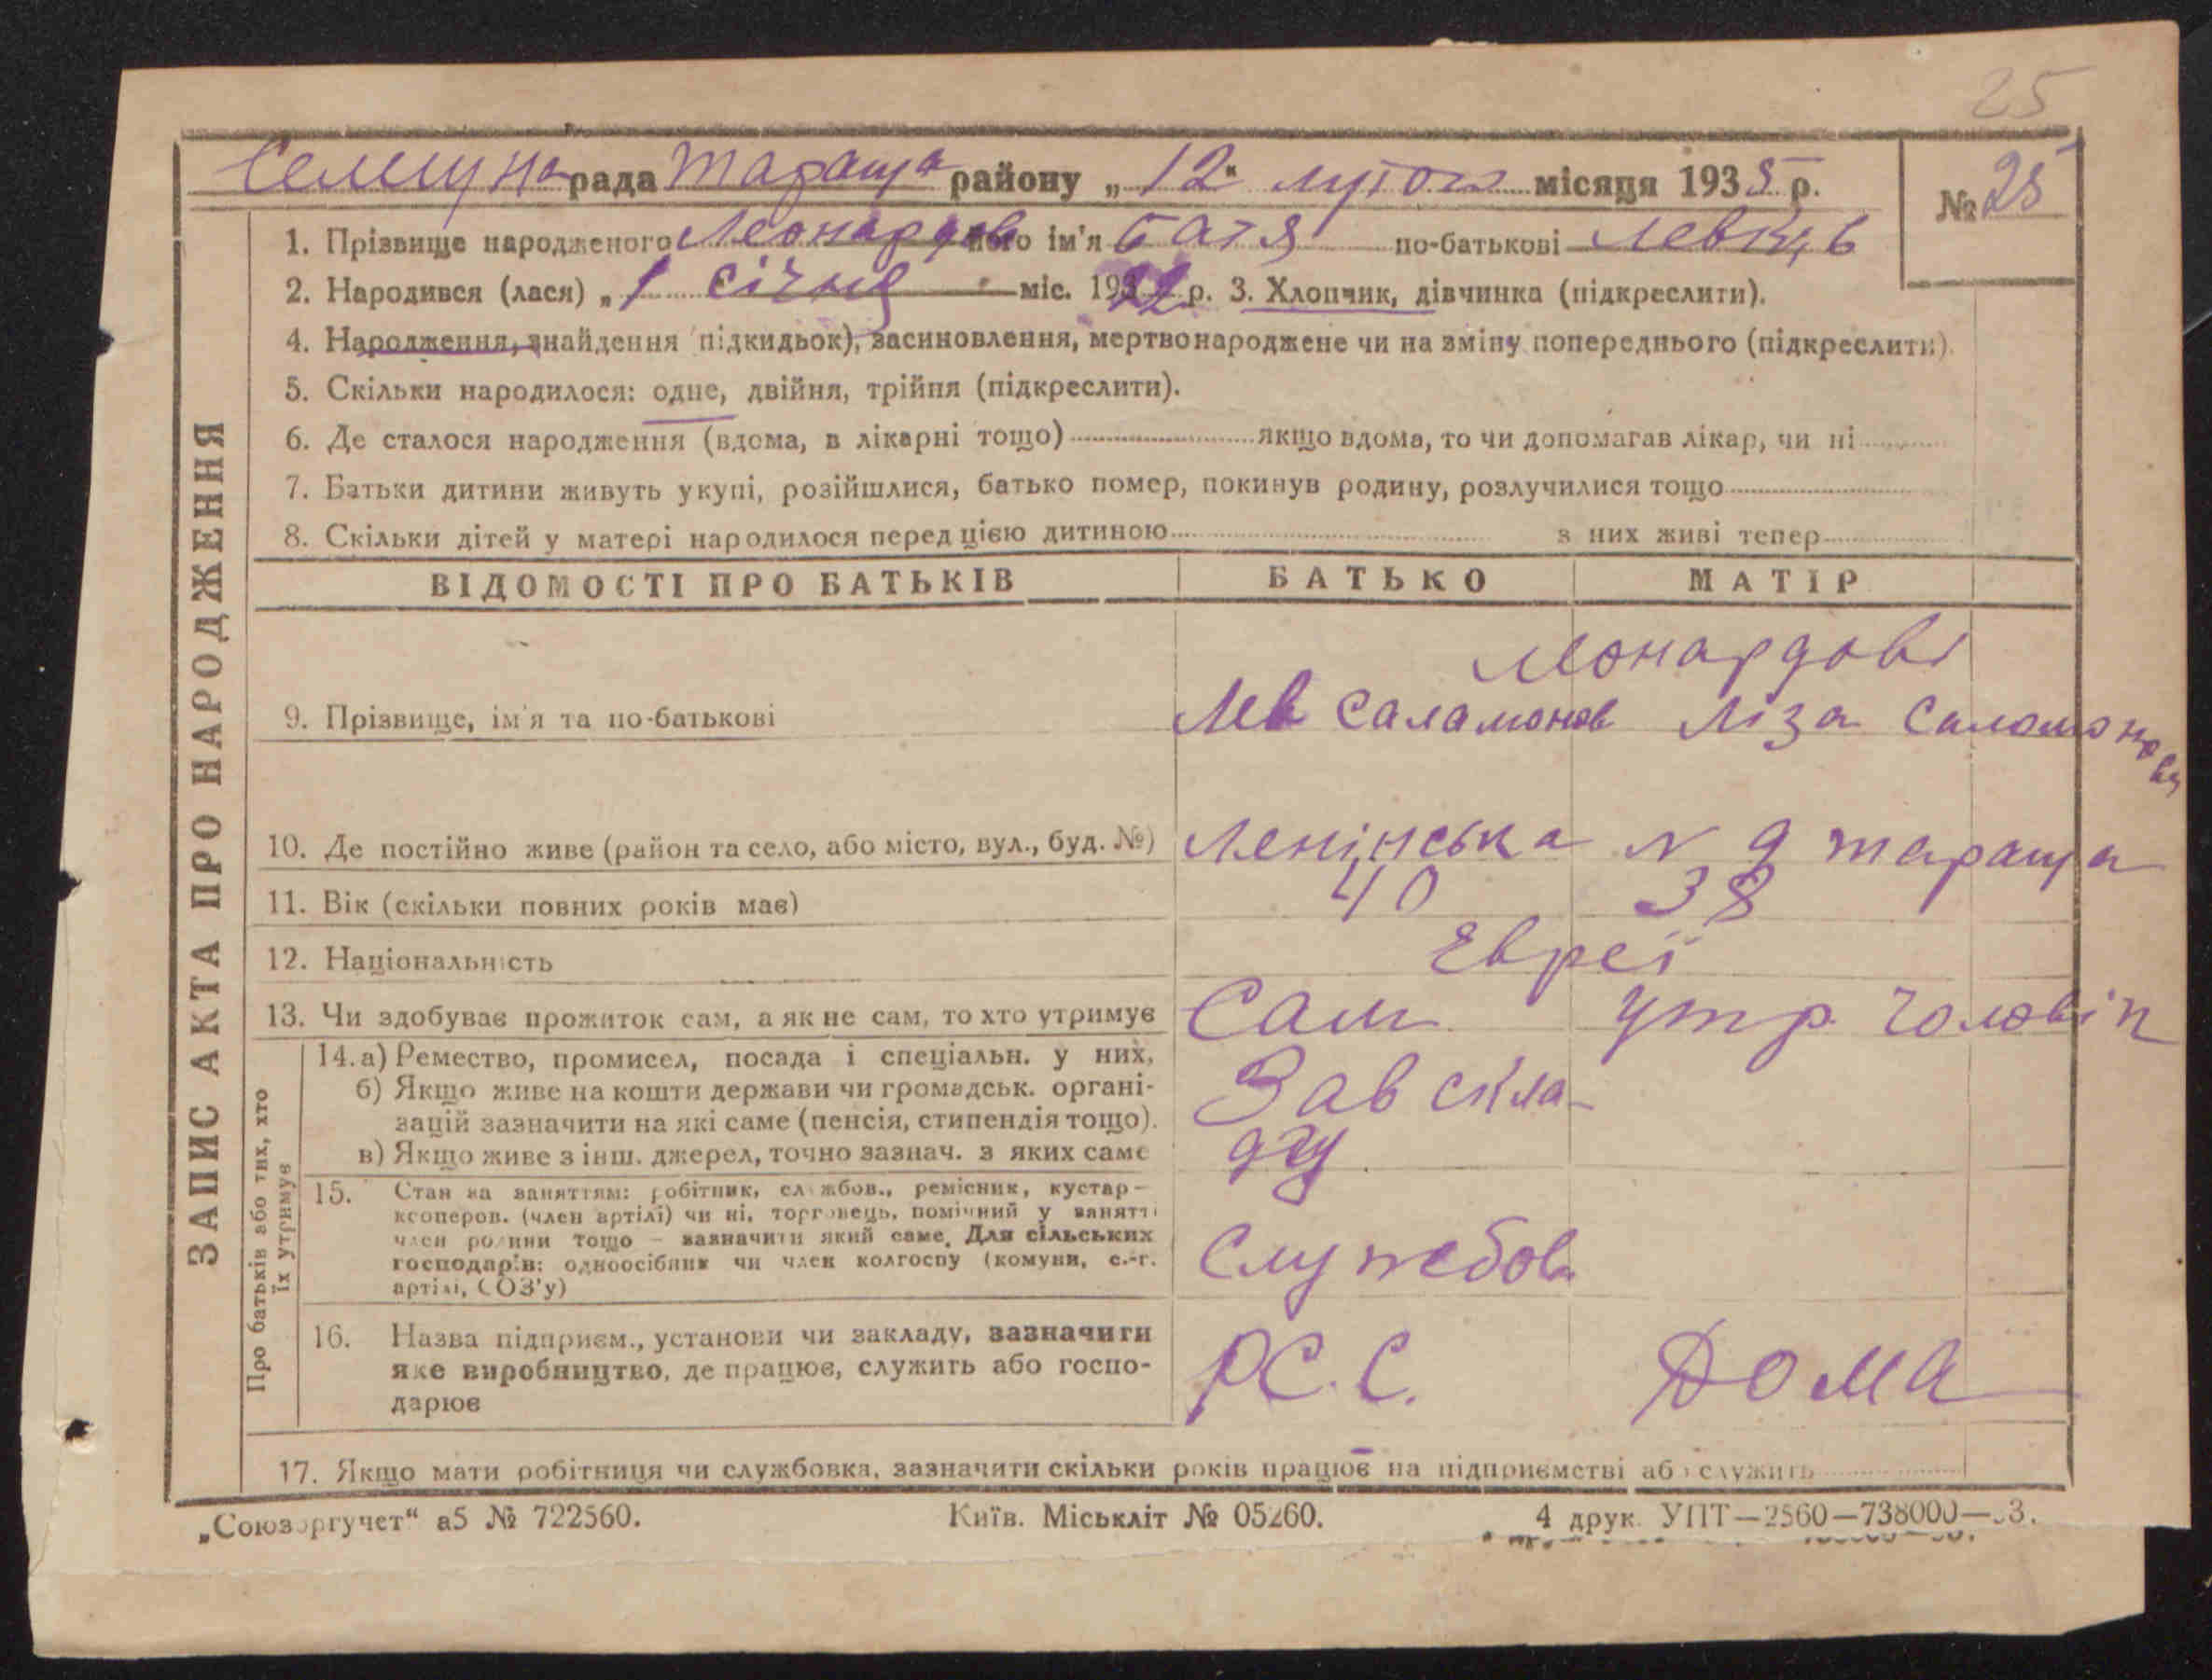 25
Селищна рада Тараща району „12" лютого місяця 1935 р.
№ 25
1. Прізвище народженого Леонардов його ім'я батя по-батькові
2. Народився (лася) „1 січня міс. 1922 р. 3. Хлопчик, дівчинка (підкреслити).
4. Народження, знайдення підкидьок), засиновлення, мертвонароджене чи на зміну попереднього (підкреслити).
5. Скільки народилося: одне, двійня, трійня (підкреслити).
6. Де сталося народження (вдома, в лікарні тощо) якщо вдома, то чи допомагав лікар, чи ні
7. Батьки дитини живуть укупі, розійшлися, батько помер, покинув родину, розлучилися тощо
8. Скільки дітей у матері народилося перед цією дитиною з них живі тепер
ЗАПИС АКТА ПРО НАРОДЖЕННЯ
ВІДОМОСТІ ПРО БАТЬКІВ БАТЬКО МАТІР
Леонардові
9. Прізвище, ім'я та по-батькові Лев Саламонов Ліза Саломонова
10. Де постійно живе (район та село, або місто, вул., буд. №) Ленінська N 9 тараща
11. Вік (скільки повних років має) 40 38
12. Національність Евреї
13. Чи здобуває прожиток сам, а як не сам, то хто утримує Сам утр. Чоловік
Про батьків або тих, хто
їх утримує
14. а) Ремество, промисел, посада і спеціальн. у них,
б) Якщо живе на кошти держави чи громадськ. органі-
зацій зазначити на які саме (пенсія, стипендія тощо).
в) Якщо живе з інш. джерел, точно зазнач. з яких саме
Зав скла-
ду
15. Стан за заняттям: робітник, службов., ремісник, кустар-
кооперов. (член артілі) чи ні, торговець, помічний у занятті
член родини тощо – зазначити який саме. Для сільських
господарів: одноосібник чи член колгоспу (комуни, с.-г.
артілі, СОЗ'у)
Службов.
16. Назва підприєм., установи чи закладу, зазначити
яке виробництво, де працює, служить або госпо-
дарює
РС.С. Дома
17. Якщо мати робітниця чи службовка, зазначити скільки років працює на підприємстві або служить
„Союзоргучет" а5 № 722560. Київ. Міськліт № 05260. 4 друк. УПТ—2560—738000—33.